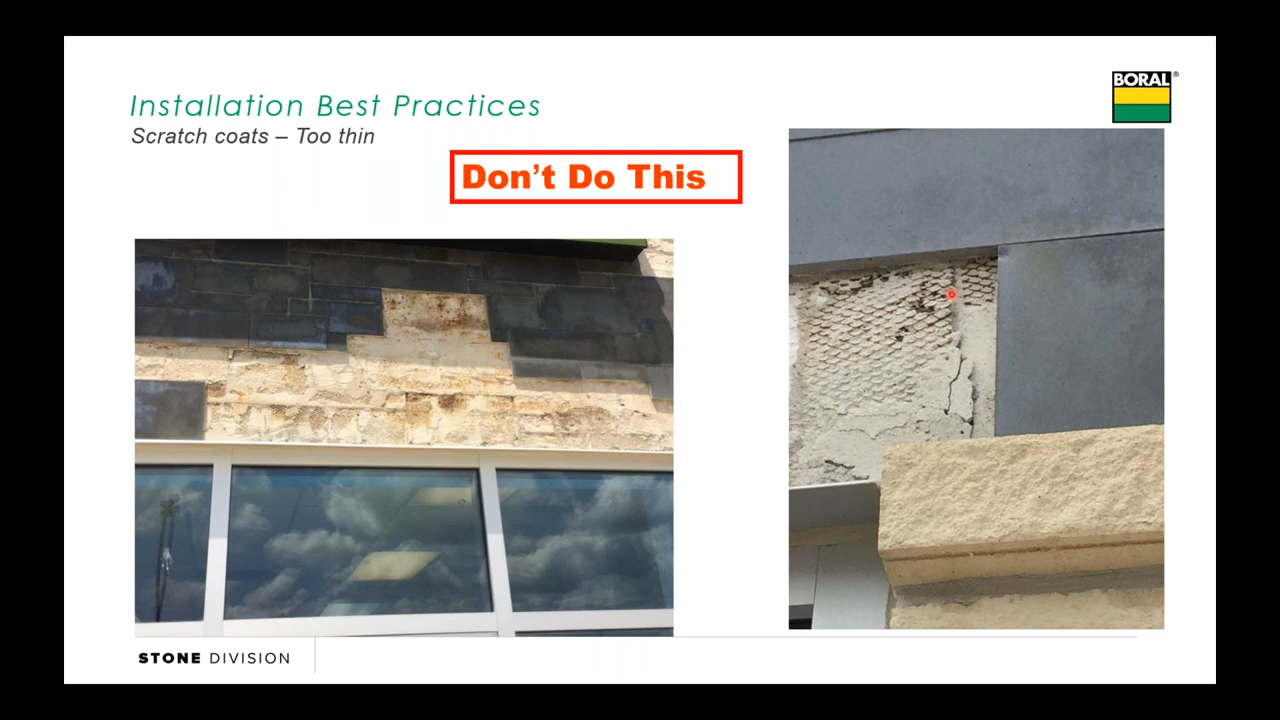 BORAL®
Installation Best Practices
Scratch coats – Too thin
Don’t Do This
STONE DIVISION